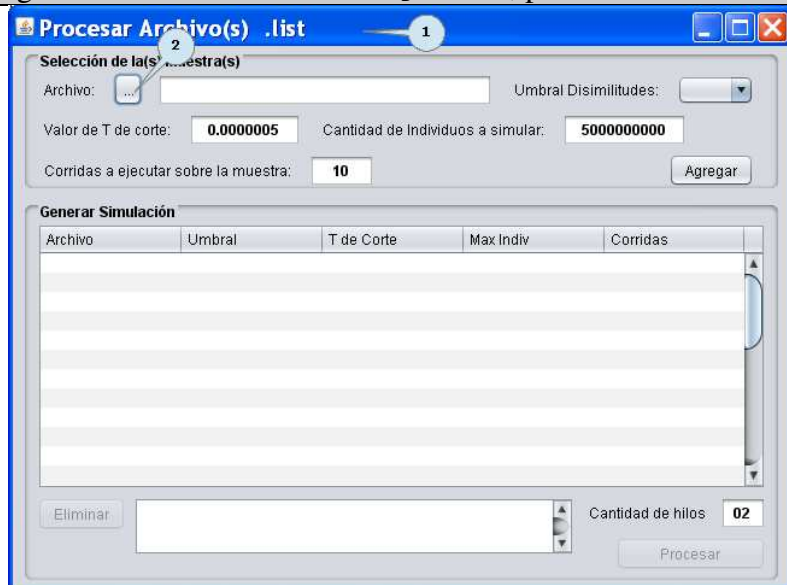 Procesar Archivo(s) .list
1
2
Selección de la(s) muestra(s)
Archivo: ... Umbral Disimilitudes:
Valor de T de corte: 0.0000005 Cantidad de Individuos a simular: 5000000000
Corridas a ejecutar sobre la muestra: 10 Agregar
Generar Simulación
Archivo Umbral T de Corte Max Indiv Corridas
Eliminar Cantidad de hilos 02
Procesar